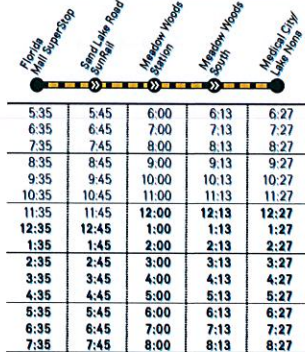 Florida Mall SuperStop
Sand Lake Road SunRail
Meadow Woods Station
Meadow Woods South
Medical City/ Lake Nona
5:35 5:45 6:00 6:13 6:27
6:35 6:45 7:00 7:13 7:27
7:35 7:45 8:00 8:13 8:27
8:35 8:45 9:00 9:13 9:27
9:35 9:45 10:00 10:13 10:27
10:35 10:45 11:00 11:13 11:27
11:35 11:45 12:00 12:13 12:27
12:35 12:45 1:00 1:13 1:27
1:35 1:45 2:00 2:13 2:27
2:35 2:45 3:00 3:13 3:27
3:35 3:45 4:00 4:13 4:27
4:35 4:45 5:00 5:13 5:27
5:35 5:45 6:00 6:13 6:27
6:35 6:45 7:00 7:13 7:27
7:35 7:45 8:00 8:13 8:27